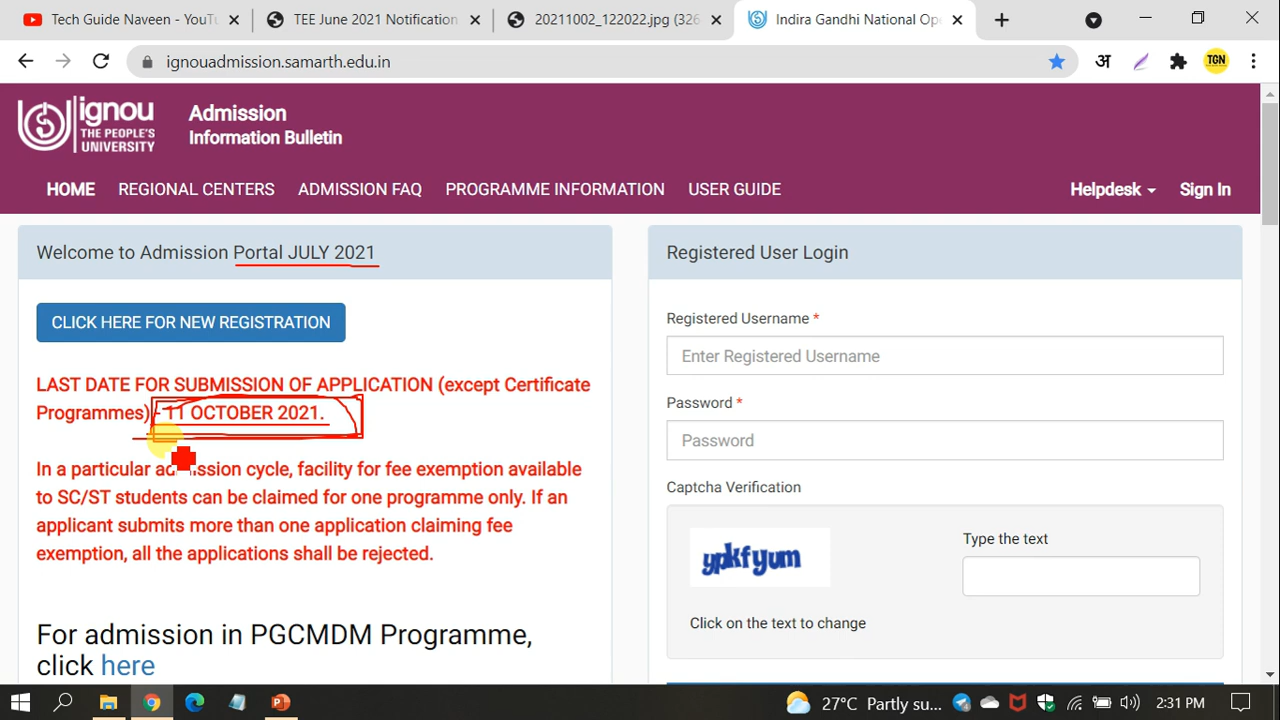 Tech Guide Naveen - YouTu
TEE June 2021 Notification
20211002_122022.jpg (326
Indira Gandhi National Ope
ignouadmission.samarth.edu.in
अ
TGN
ignou
THE PEOPLE'S
UNIVERSITY
Admission
Information Bulletin
HOME REGIONAL CENTERS ADMISSION FAQ PROGRAMME INFORMATION USER GUIDE Helpdesk Sign In
Welcome to Admission Portal JULY 2021
CLICK HERE FOR NEW REGISTRATION
LAST DATE FOR SUBMISSION OF APPLICATION (except Certificate
Programmes) - 11 OCTOBER 2021.
In a particular admission cycle, facility for fee exemption available
to SC/ST students can be claimed for one programme only. If an
applicant submits more than one application claiming fee
exemption, all the applications shall be rejected.
For admission in PGCMDM Programme,
click here
Registered User Login
Registered Username *
Enter Registered Username
Password *
Password
Captcha Verification
ypkfyum
Type the text
Click on the text to change
27°C Partly su...
2:31 PM